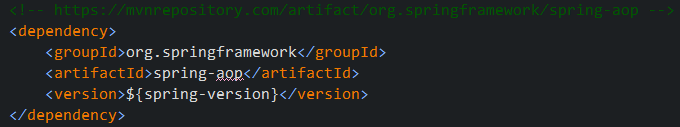 <!-- https://mvnrepository.com/artifact/org.springframework/spring-aop -->
<dependency>
    <groupId>org.springframework</groupId>
    <artifactId>spring-aop</artifactId>
    <version>${spring-version}</version>
</dependency>